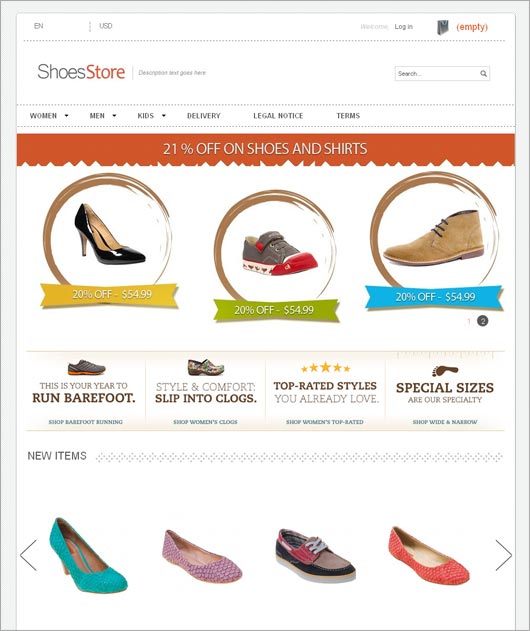 EN USD Welcome, Log in (empty)
ShoesStore Description text goes here Search...
WOMEN MEN KIDS DELIVERY LEGAL NOTICE TERMS
21 % OFF ON SHOES AND SHIRTS
20% OFF - $54.99
20% OFF - $54.99
20% OFF - $54.99
1 2
THIS IS YOUR YEAR TO
RUN BAREFOOT.
SHOP BAREFOOT RUNNING
STYLE & COMFORT:
SLIP INTO CLOGS.
SHOP WOMEN'S CLOGS
TOP-RATED STYLES
YOU ALREADY LOVE.
SHOP WOMEN'S TOP-RATED
SPECIAL SIZES
ARE OUR SPECIALTY
SHOP WIDE & NARROW
NEW ITEMS